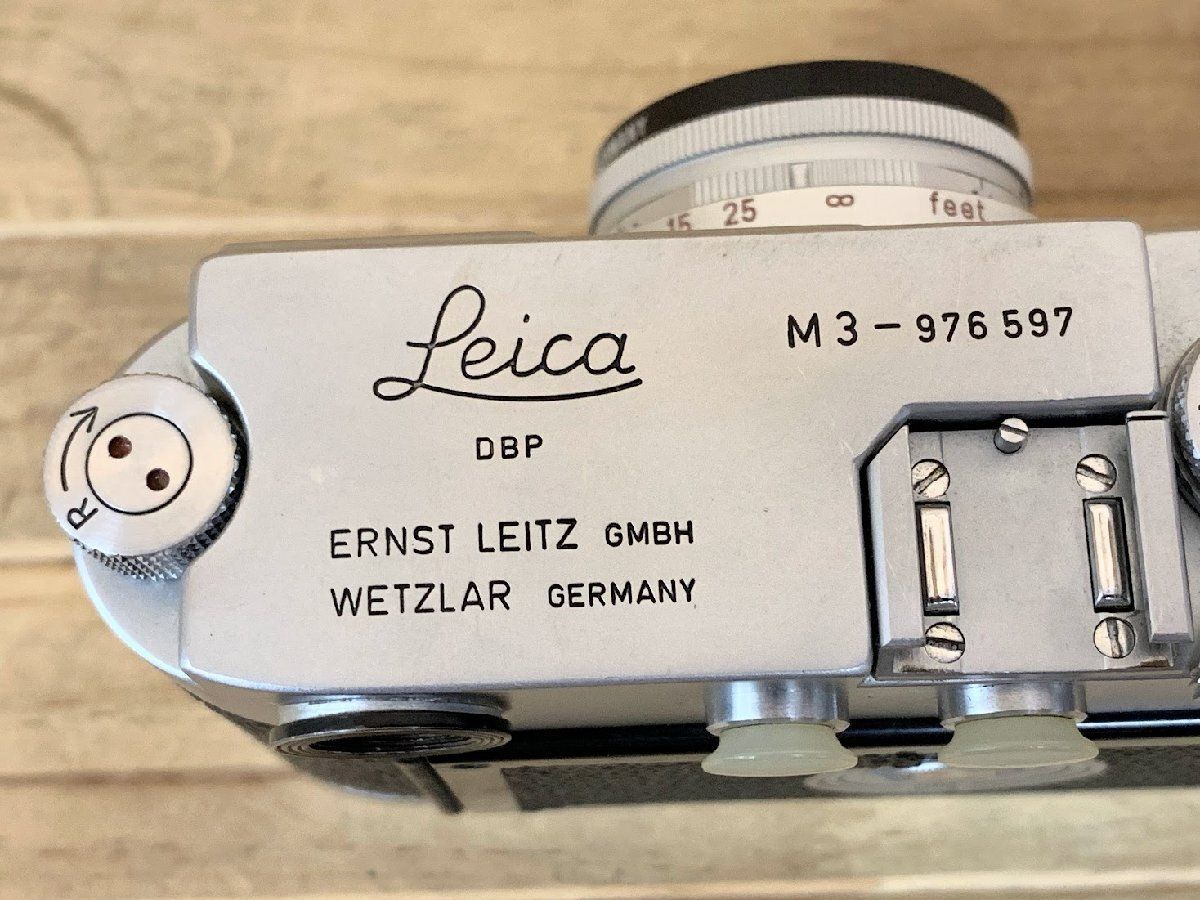 15 25 ∞ feet
Leica
M3-976 597
DBP
ERNST LEITZ GMBH
WETZLAR GERMANY
R